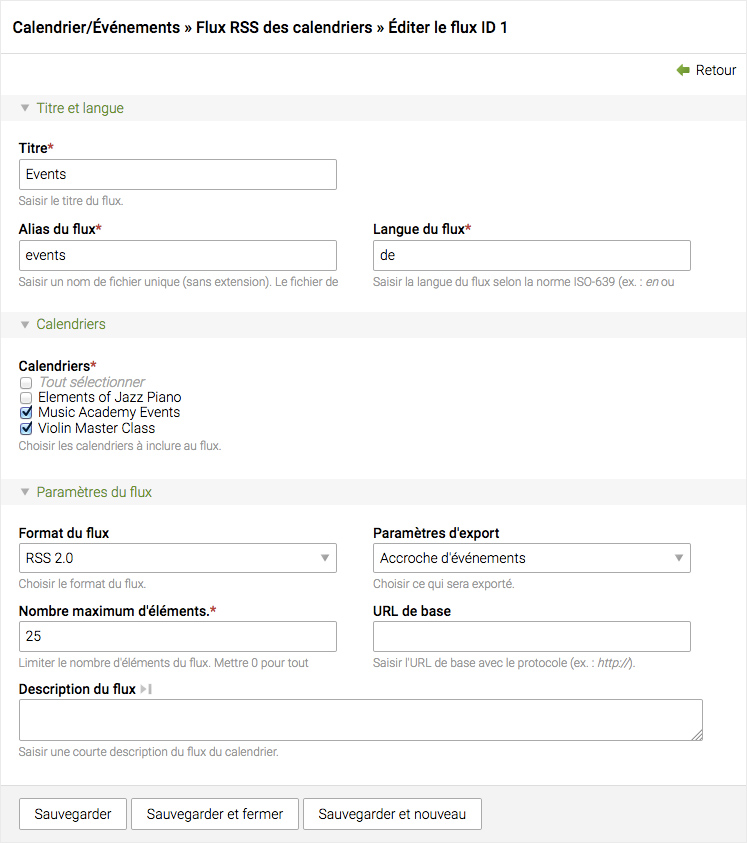 Calendrier/Événements » Flux RSS des calendriers » Éditer le flux ID 1
Retour
Titre et langue
Titre*
Events
Saisir le titre du flux.
Alias du flux* Langue du flux*
events de
Saisir un nom de fichier unique (sans extension). Le fichier de Saisir la langue du flux selon la norme ISO-639 (ex. : en ou
Calendriers
Calendriers*
Tout sélectionner
Elements of Jazz Piano
Music Academy Events
Violin Master Class
Choisir les calendriers à inclure au flux.
Paramètres du flux
Format du flux Paramètres d'export
RSS 2.0 Accroche d'événements
Choisir le format du flux. Choisir ce qui sera exporté.
Nombre maximum d'éléments.* URL de base
25
Limiter le nombre d'éléments du flux. Mettre 0 pour tout Saisir l'URL de base avec le protocole (ex. : http://).
Description du flux
Saisir une courte description du flux du calendrier.
Sauvegarder Sauvegarder et fermer Sauvegarder et nouveau